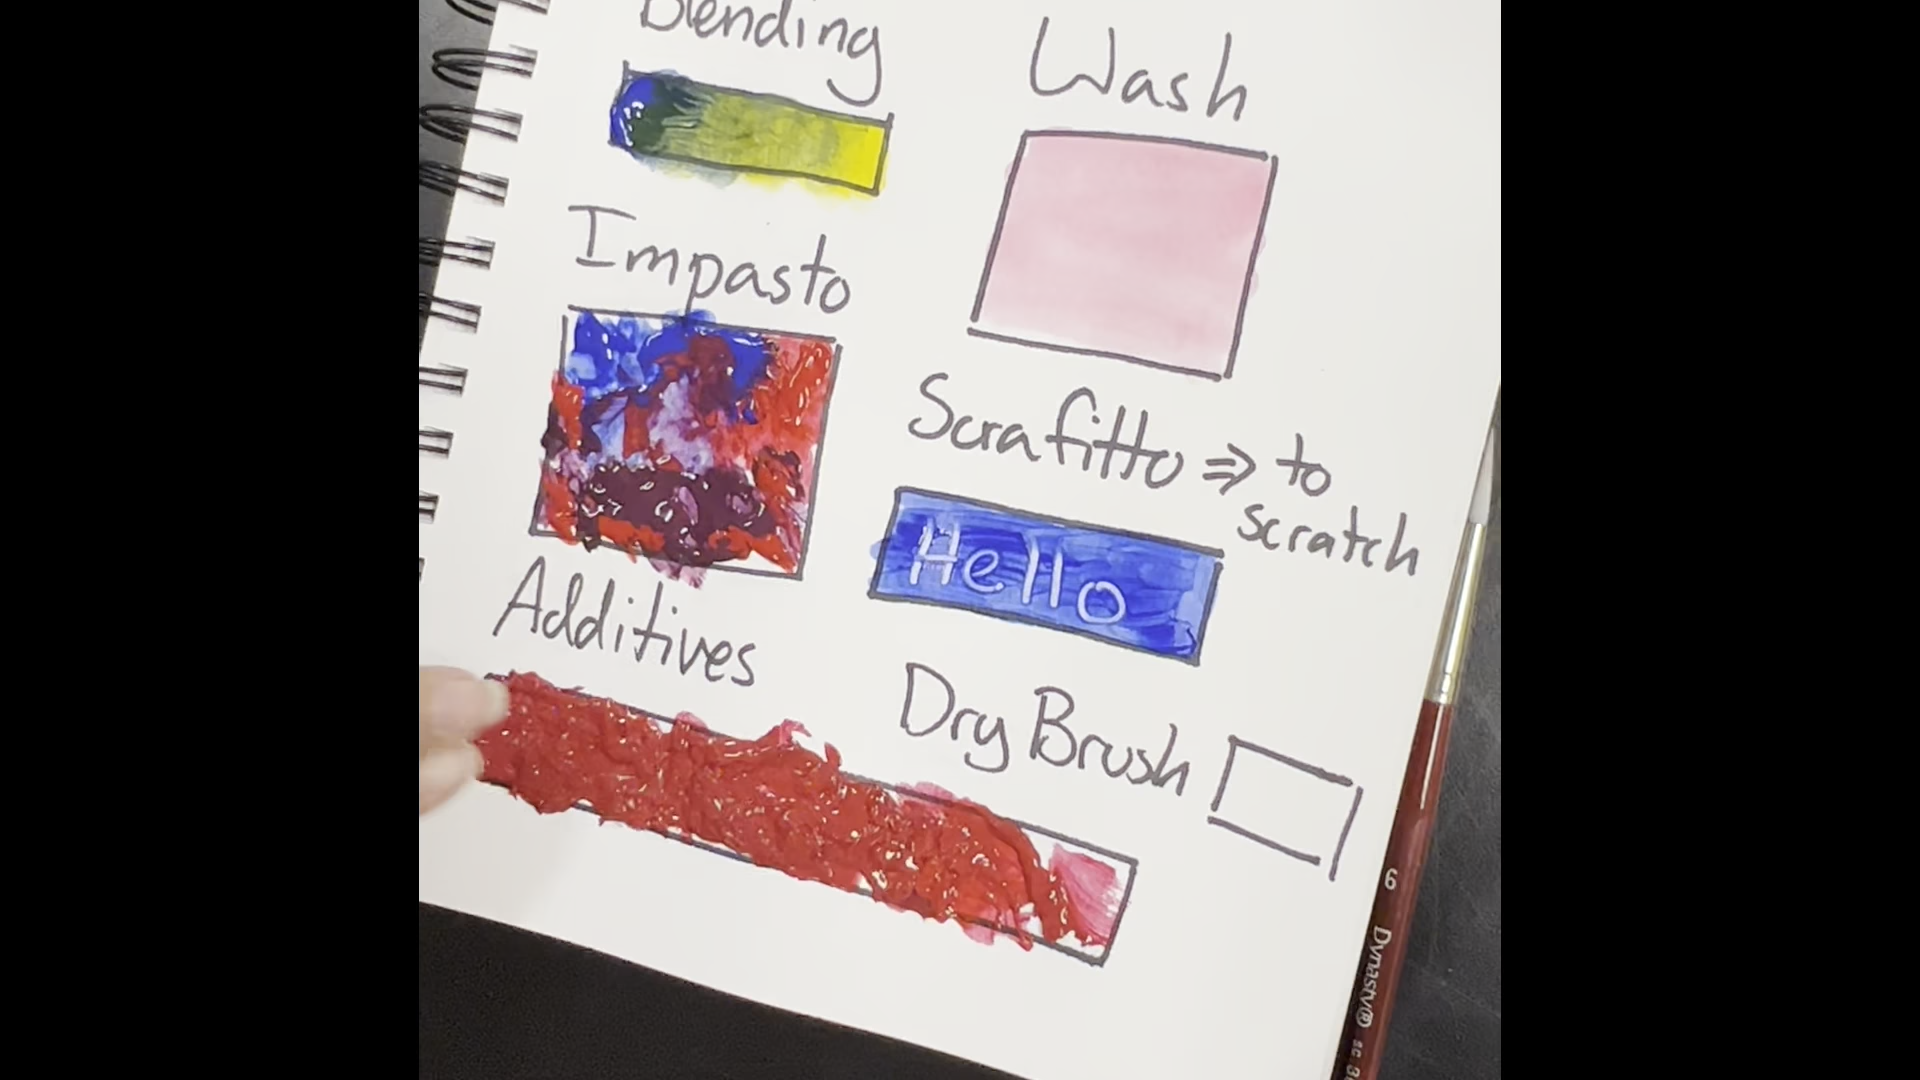 Blending
Wash
Impasto
Scrafitto ⇒ to
scratch
Hello
Additives
Dry Brush
6 Dynasty®